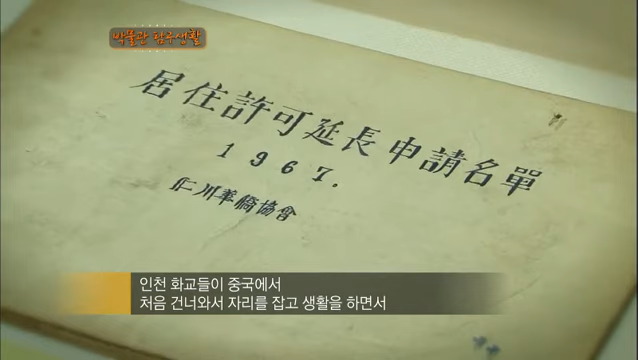 박물관 탐구생활
居住許可延長申請名單
1967.
仁川華僑協會
인천 화교들이 중국에서
처음 건너와서 자리를 잡고 생활을 하면서